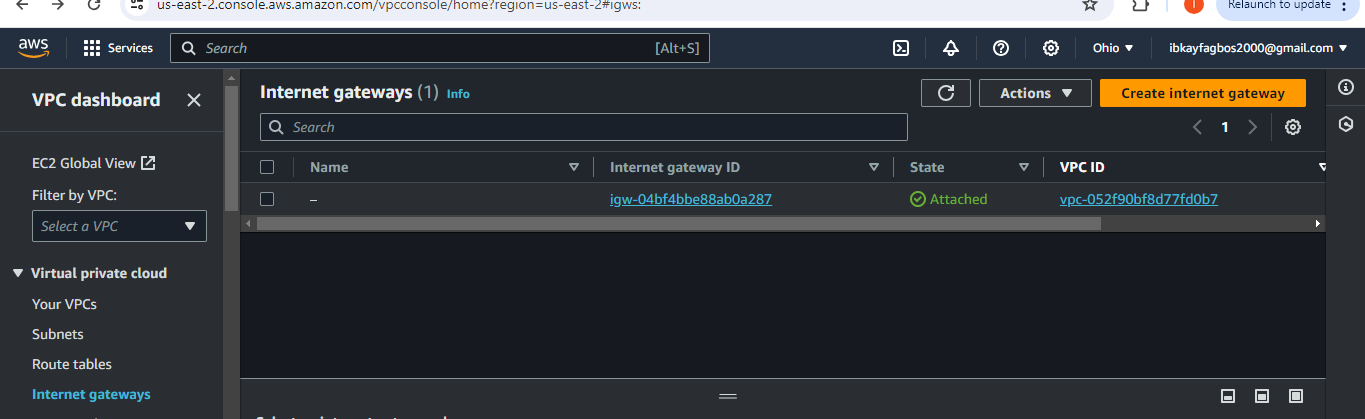 us-east-2.console.aws.amazon.com/vpcconsole/home?region=us-east-2#igws:
Relaunch to update
aws
Services
Search
[Alt+S]
Ohio
ibkayfagbos2000@gmail.com
VPC dashboard
EC2 Global View
Filter by VPC:
Select a VPC
Virtual private cloud
Your VPCs
Subnets
Route tables
Internet gateways
Internet gateways (1) Info
Actions
Create internet gateway
Search
1
Name Internet gateway ID State VPC ID
– igw-04bf4bbe88ab0a287 Attached vpc-052f90bf8d77fd0b7